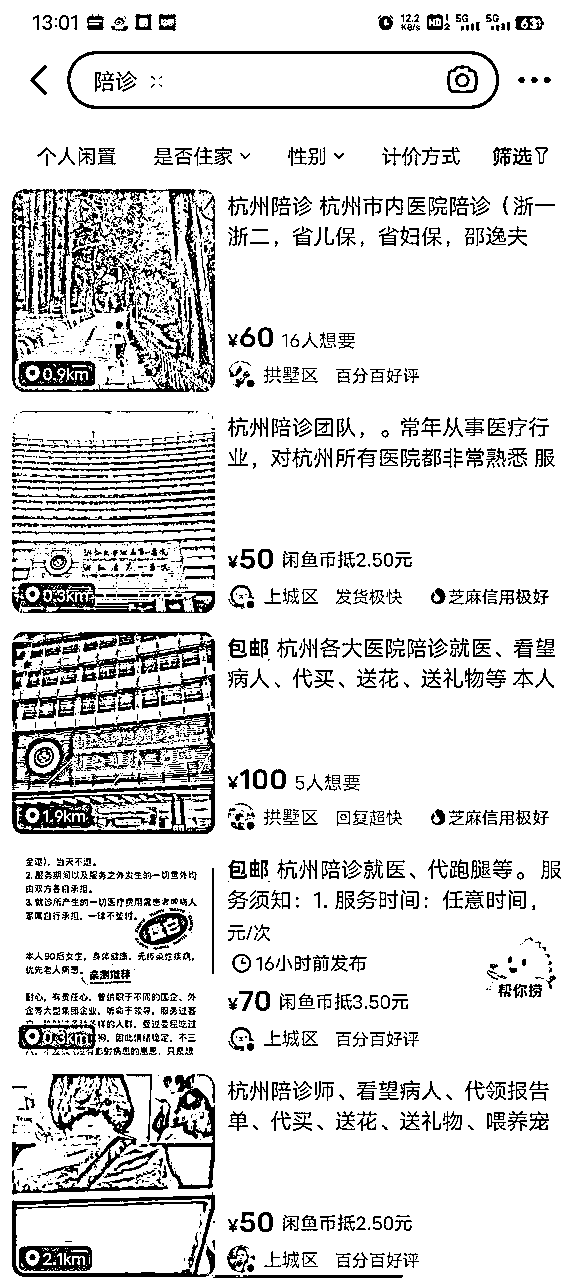 13:01
12.2
KB/s
HD
5G
5G
63
陪诊
个人闲置 是否住家 性别 计价方式 筛选
杭州陪诊 杭州市内医院陪诊（浙一
浙二，省儿保，省妇保，邵逸夫
¥60 16人想要
0.9km
拱墅区 百分百好评
杭州陪诊团队，。常年从事医疗行
业，对杭州所有医院都非常熟悉 服
¥50 闲鱼币抵2.50元
0.3km
上城区 发货极快 芝麻信用极好
包邮 杭州各大医院陪诊就医、看望
病人、代买、送花、送礼物等 本人
¥100 5人想要
1.9km
拱墅区 回复超快 芝麻信用极好
包邮 杭州陪诊就医、代跑腿等。服
务须知：1. 服务时间：任意时间，
元/次
16小时前发布
¥70 闲鱼币抵3.50元
上城区 百分百好评
帮你捞
2. 服务期间以及服务之外发生的一切意外均
由双方各自承担。
3. 就诊所产生的一切医疗费用需患者或病人
家属自行承担，一律不垫付。
本人90后女生，身体健康，无传染性疾病，
0.3km
杭州陪诊师、看望病人、代领报告
单、代买、送花、送礼物、喂养宠
¥50 闲鱼币抵2.50元
2.1km
上城区 百分百好评